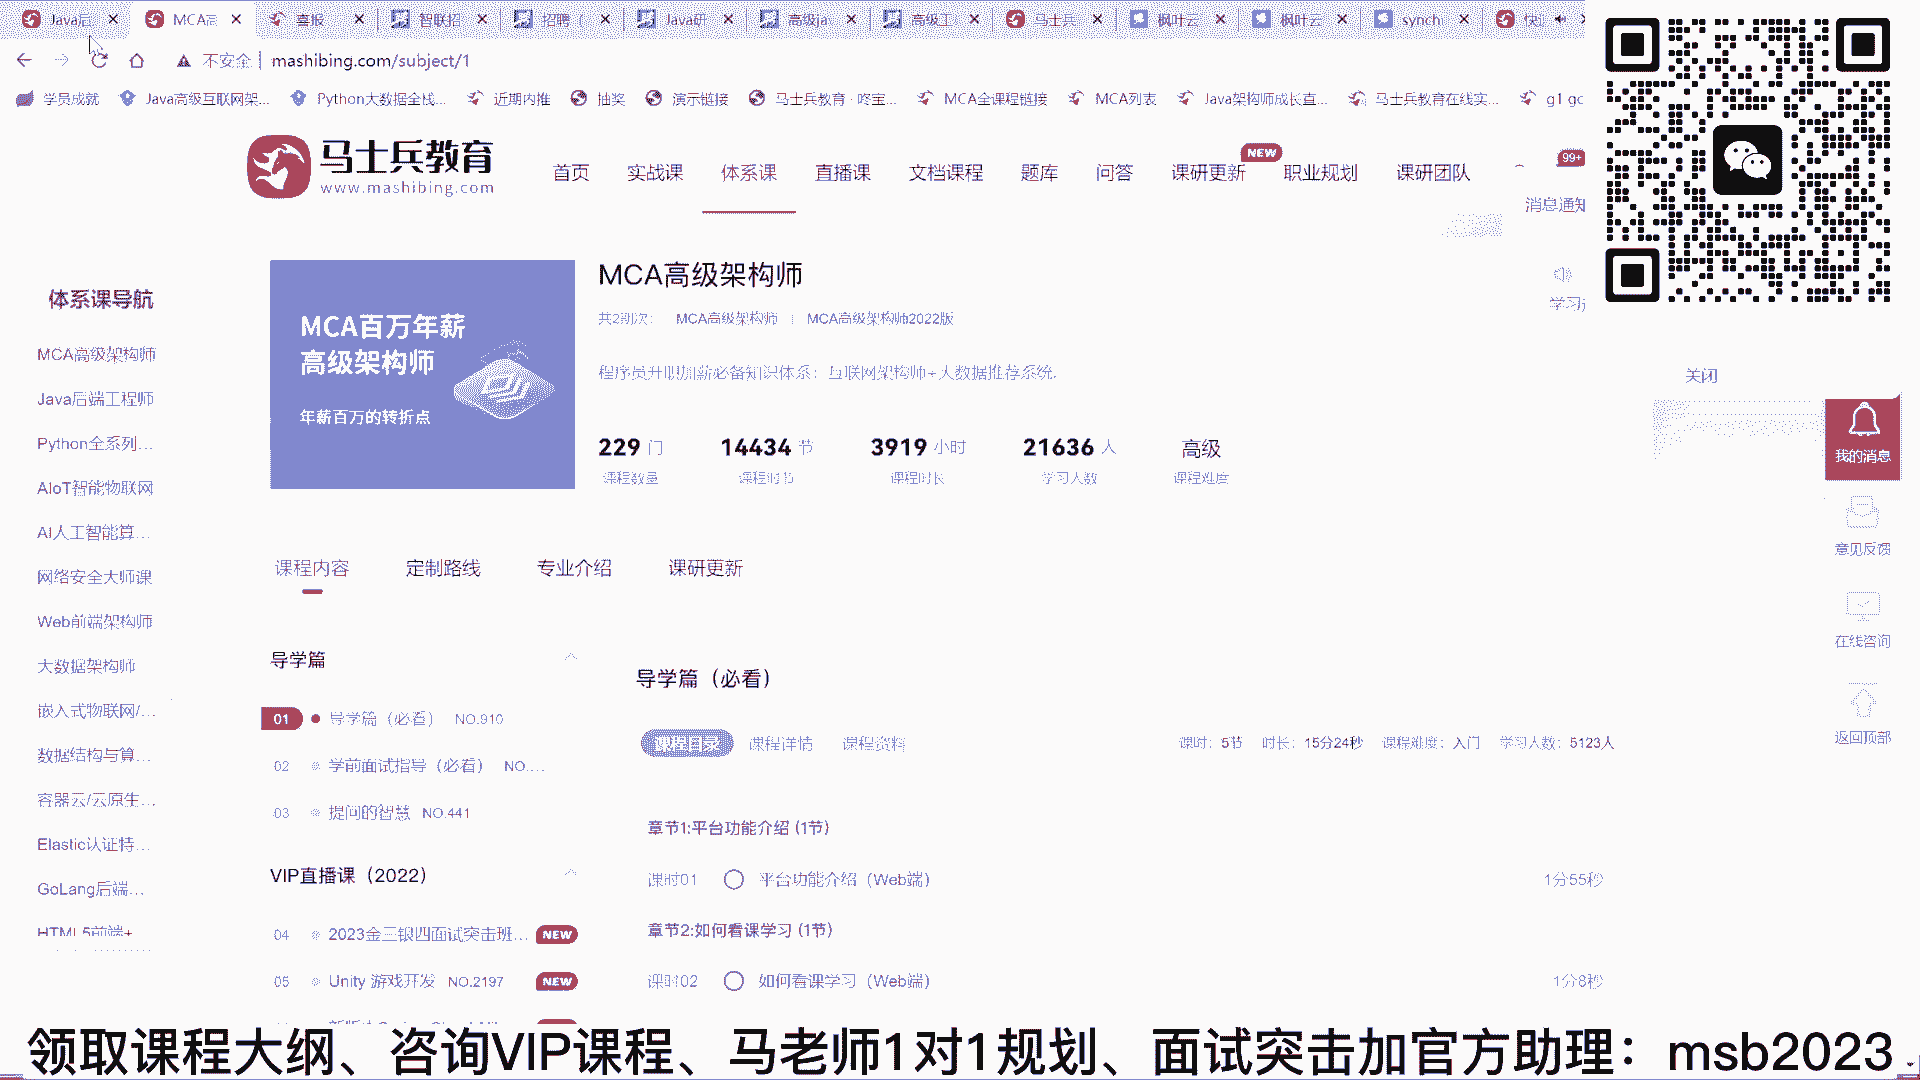 Java后
MCA高
喜报
智联招
招聘（
Java研
高级ja
高级工
马士兵
枫叶云
枫叶云
synch
快速
不安全 mashibing.com/subject/1
学员成就
Java高级互联网架...
Python大数据全栈...
近期内推
抽奖
演示链接
马士兵教育 · 咚宝...
MCA全课程链接
MCA列表
Java架构师成长直...
马士兵教育在线实...
g1 gc
马士兵教育
www.mashibing.com
首页
实战课
体系课
直播课
文档课程
题库
问答
课研更新
NEW
职业规划
课研团队
99+
消息通知
关闭
体系课导航
MCA高级架构师
Java后端工程师
Python全系列...
AIoT智能物联网
AI人工智能算...
网络安全大师课
Web前端架构师
大数据架构师
嵌入式物联网/...
数据结构与算...
容器云/云原生...
Elastic认证特...
GoLang后端...
HTML5前端+
MCA百万年薪
高级架构师
年薪百万的转折点
MCA高级架构师
共2期次： MCA高级架构师 | MCA高级架构师2022版
程序员升职加薪必备知识体系：互联网架构师+大数据推荐系统.
229 门
课程数量
14434 节
课程时节
3919 小时
课程时长
21636 人
学习人数
高级
课程难度
课程内容
定制路线
专业介绍
课研更新
导学篇
01 导学篇（必看） NO.910
02 学前面试指导（必看） NO....
03 提问的智慧 NO.441
VIP直播课（2022）
04 2023金三银四面试突击班... NEW
05 Unity 游戏开发 NO.2197 NEW
导学篇（必看）
课程目录 课程详情 课程资料
课时：5节 时长：15分24秒 课程难度：入门 学习人数：5123人
章节1:平台功能介绍 (1节)
课时01 平台功能介绍（Web端） 1分55秒
章节2:如何看课学习 (1节)
课时02 如何看课学习（Web端） 1分8秒
我的消息
意见反馈
在线咨询
返回顶部
领取课程大纲、咨询VIP课程、马老师1对1规划、面试突击加官方助理：msb2023